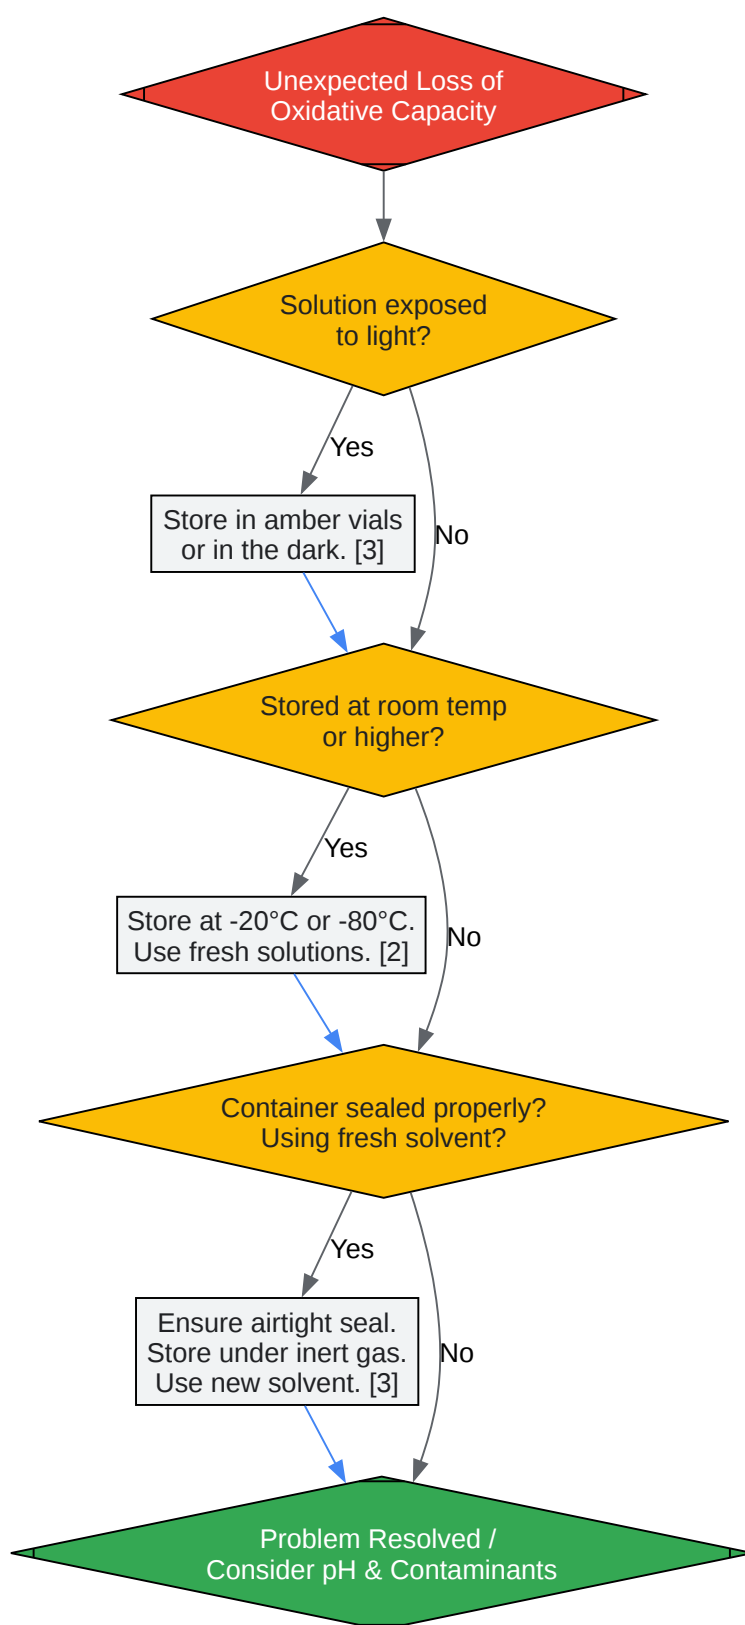 Unexpected Loss of
Oxidative Capacity
Solution exposed
to light?
Yes
Store in amber vials
or in the dark. [3]
No
Stored at room temp
or higher?
Yes
Store at -20°C or -80°C.
Use fresh solutions. [2]
No
Container sealed properly?
Using fresh solvent?
Yes
Ensure airtight seal.
Store under inert gas.
Use new solvent. [3]
No
Problem Resolved /
Consider pH & Contaminants